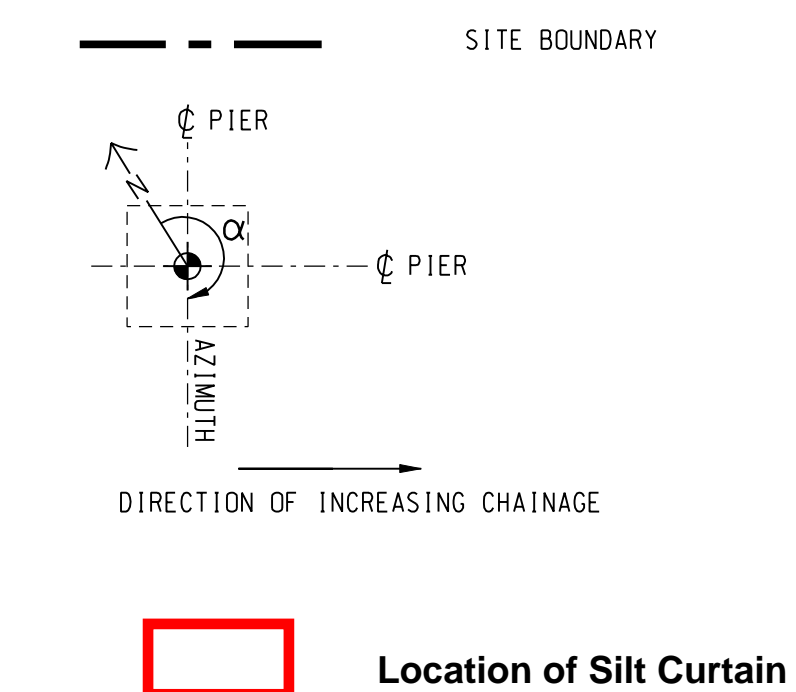 SITE BOUNDARY
℄ PIER
N
α
℄ PIER
AZIMUTH
DIRECTION OF INCREASING CHAINAGE
Location of Silt Curtain